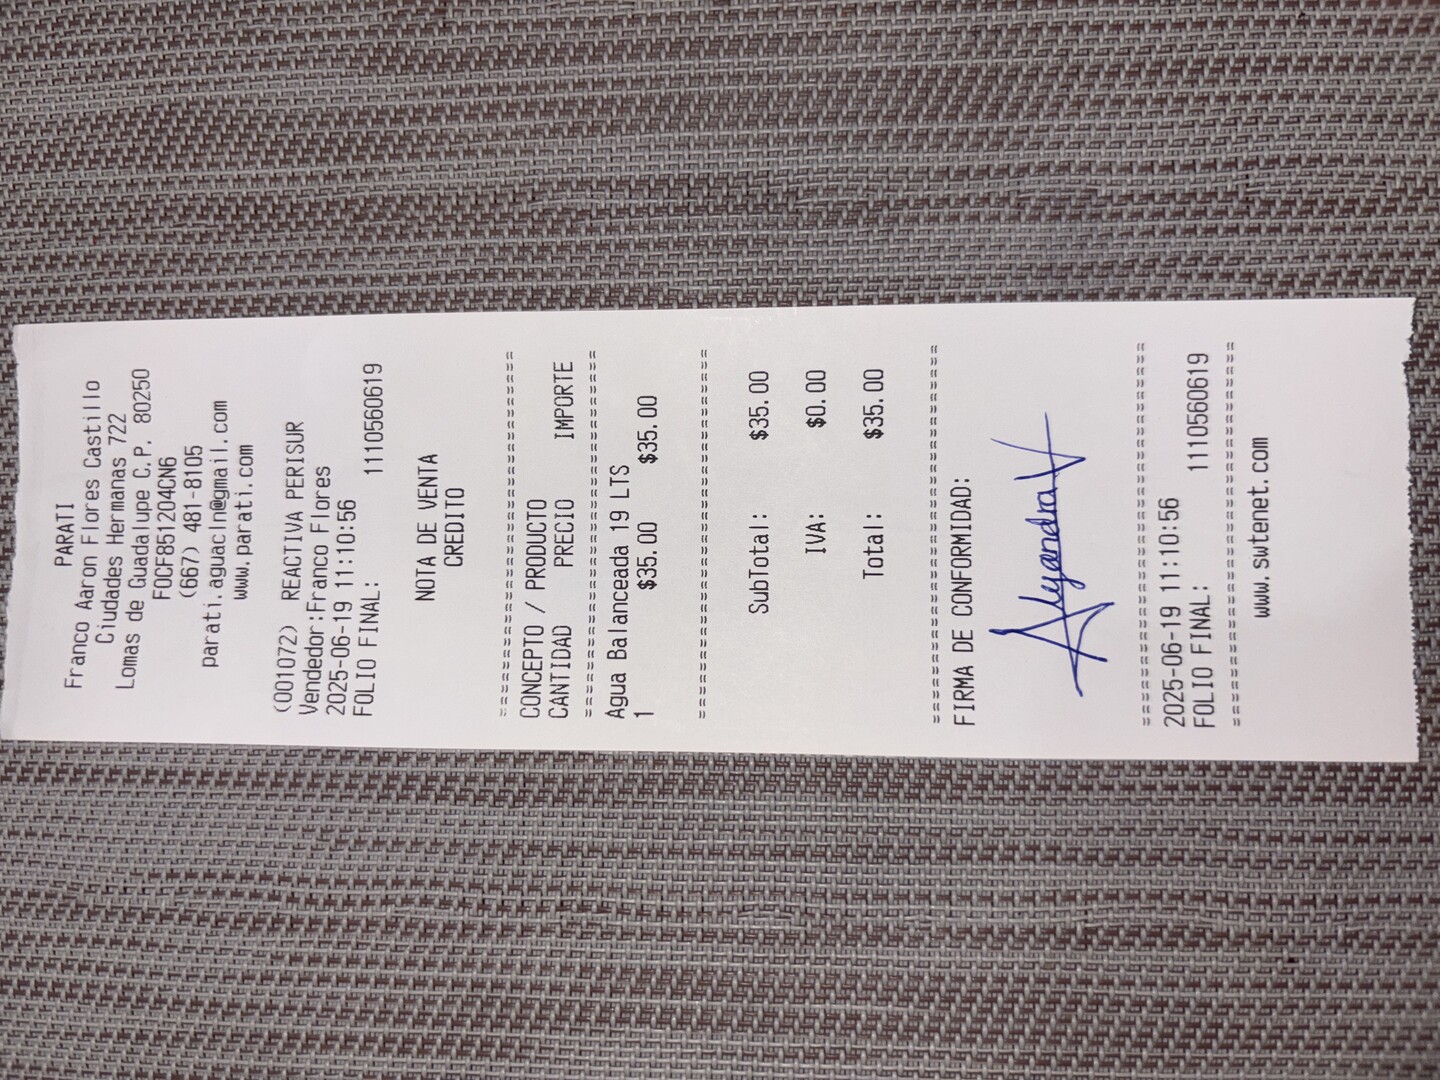 PARATI
Franco Aaron Flores Castillo
Ciudades Hermanas 722
Lomas de Guadalupe C.P. 80250
FOCF851204CN6
(667) 481-8105
parati.aguacln@gmail.com
www.parati.com
(001072) REACTIVA PERISUR
Vendedor:Franco Flores
2025-06-19 11:10:56
FOLIO FINAL: 1110560619
NOTA DE VENTA
CREDITO
==============================
CONCEPTO / PRODUCTO
CANTIDAD PRECIO IMPORTE
==============================
Agua Balanceada 19 LTS
1 $35.00 $35.00
==============================
SubTotal: $35.00
IVA: $0.00
Total: $35.00
==============================
FIRMA DE CONFORMIDAD:
Alejandra V
==============================
2025-06-19 11:10:56
FOLIO FINAL: 1110560619
==============================
www.swtenet.com